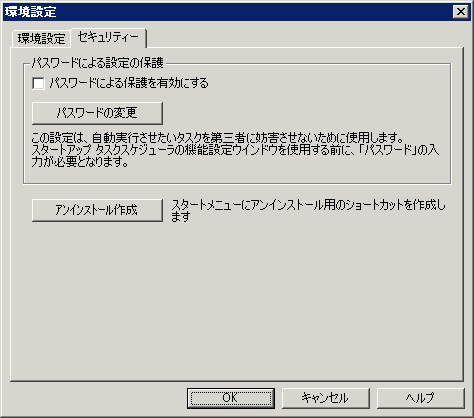 環境設定
環境設定
セキュリティー
パスワードによる設定の保護
パスワードによる保護を有効にする
パスワードの変更
この設定は、自動実行させたいタスクを第三者に妨害させないために使用します。
スタートアップ タスクスケジューラの機能設定ウインドウを使用する前に、「パスワード」の入
力が必要となります。
アンインストール作成
スタートメニューにアンインストール用のショートカットを作成し
ます
OK
キャンセル
ヘルプ